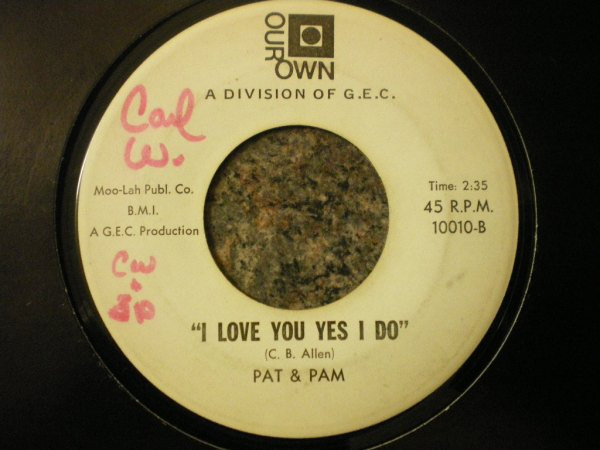 OUR OWN
A DIVISION OF G.E.C.
Carl
W.
Moo-Lah Publ. Co.
B.M.I.
A G.E.C. Production
Time: 2:35
45 R.P.M.
10010-B
CW
"I LOVE YOU YES I DO"
(C. B. Allen)
PAT & PAM